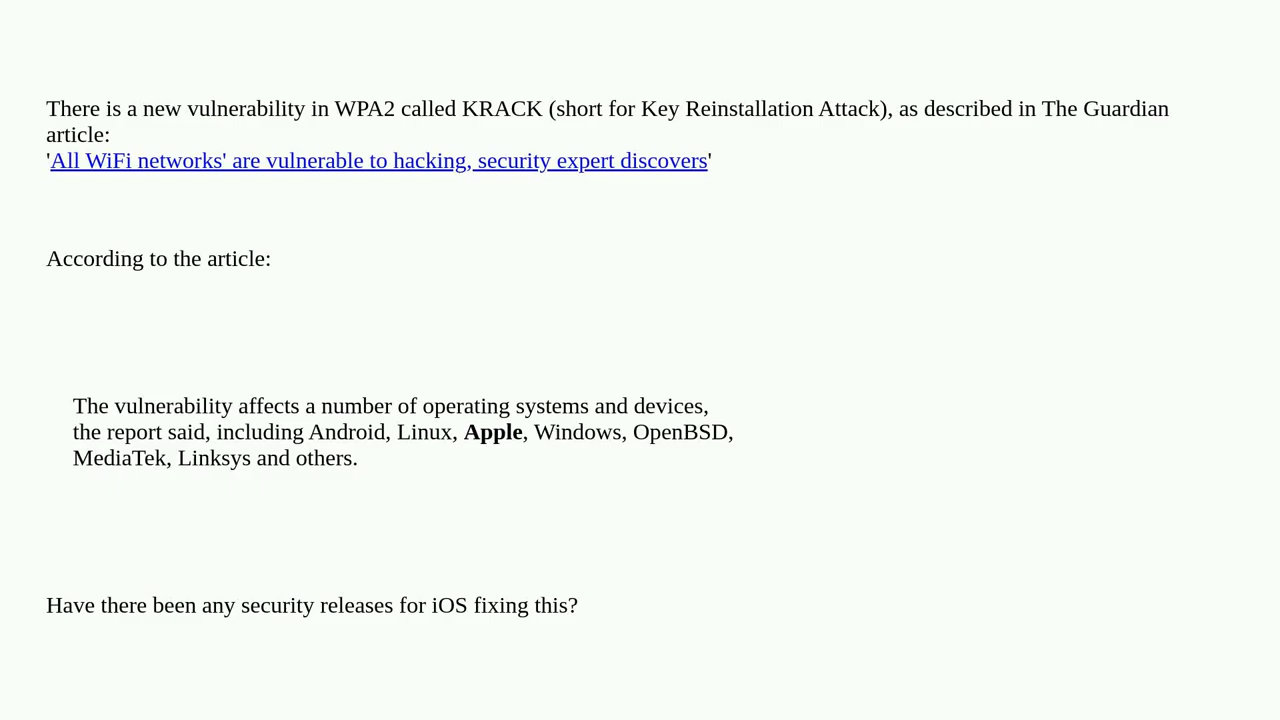 There is a new vulnerability in WPA2 called KRACK (short for Key Reinstallation Attack), as described in The Guardian
article:
'All WiFi networks' are vulnerable to hacking, security expert discovers'
According to the article:
The vulnerability affects a number of operating systems and devices,
the report said, including Android, Linux, Apple, Windows, OpenBSD,
MediaTek, Linksys and others.
Have there been any security releases for iOS fixing this?